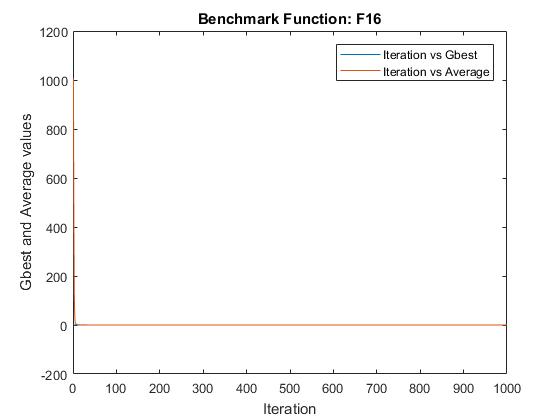 Benchmark Function: F16
1200
1000
800
600
400
200
0
-200
Gbest and Average values
Iteration vs Gbest
Iteration vs Average
0 100 200 300 400 500 600 700 800 900 1000
Iteration